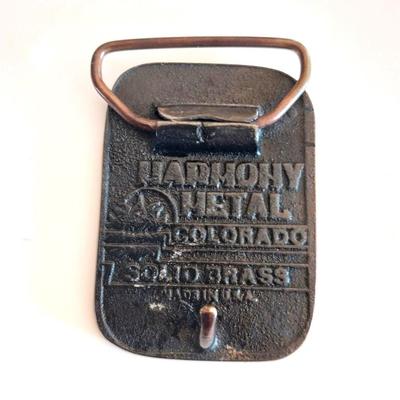 HARMONY
METAL
COLORADO
SOLID BRASS
MADE IN U.S.A.